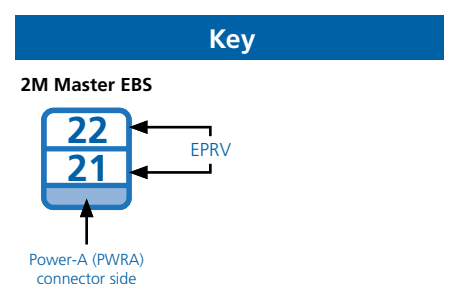 Key
2M Master EBS
22
21
EPRV
Power-A (PWRA)
connector side